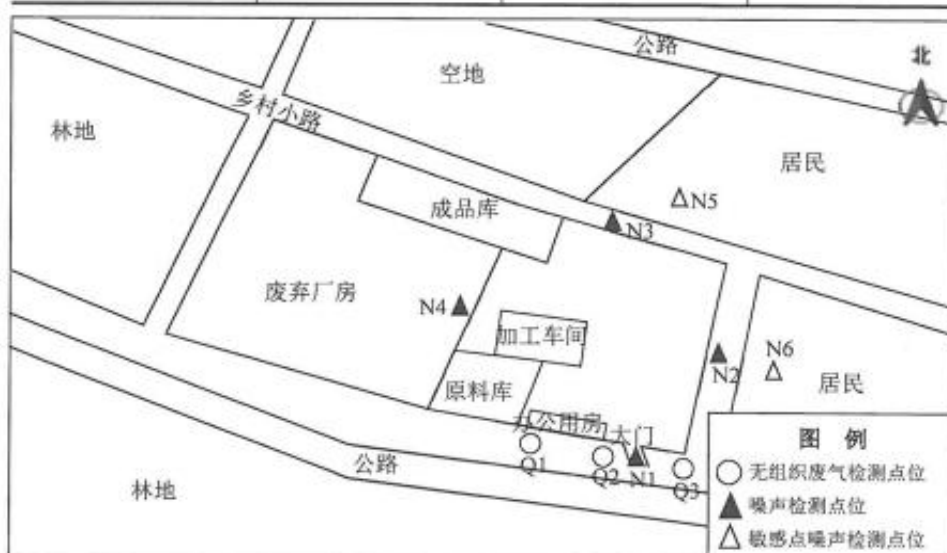 公路
北
空地
乡村小路
林地
居民
N5
成品库
N3
废弃厂房
N4
加工车间
N6
N2
居民
原料库
办公用房
大门
Q1
Q2
N1
Q3
公路
林地
图 例
无组织废气检测点位
噪声检测点位
敏感点噪声检测点位